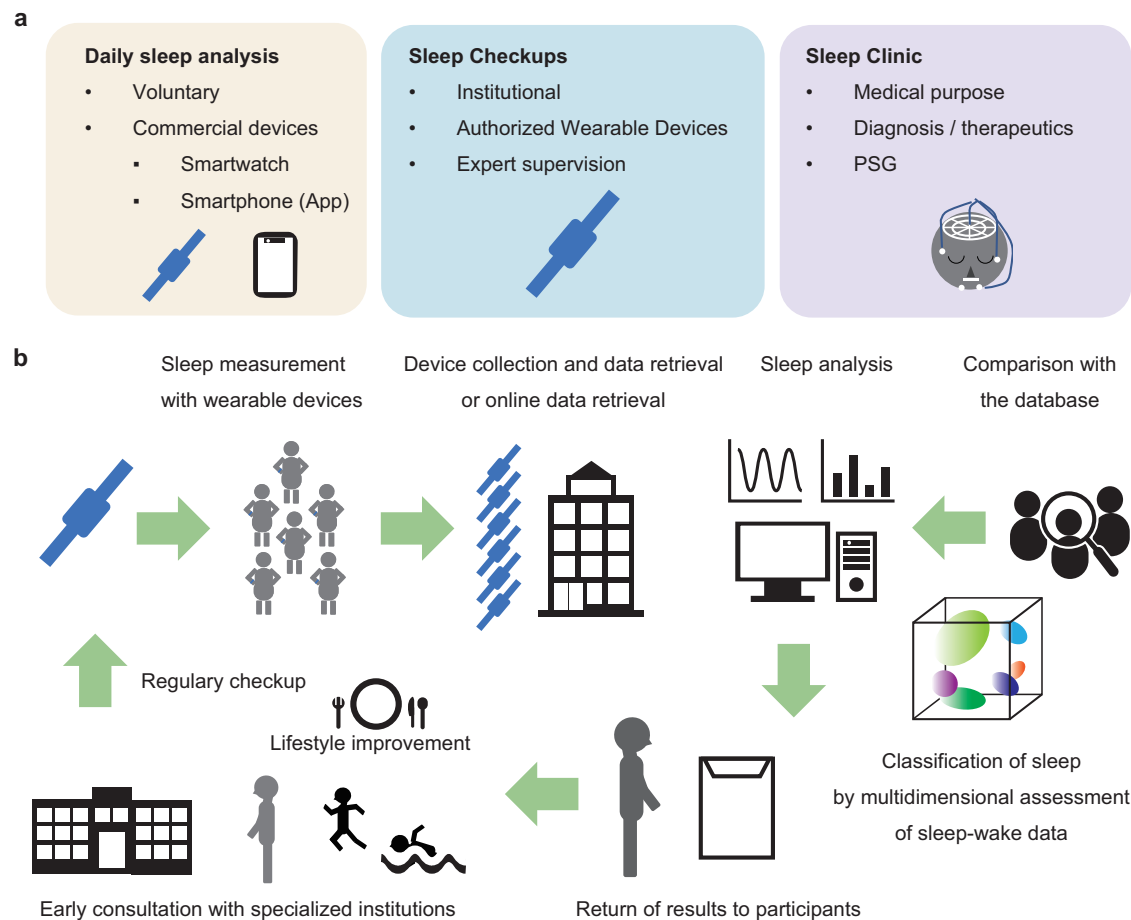 a
Daily sleep analysis
• Voluntary
• Commercial devices
▪ Smartwatch
▪ Smartphone (App)
Sleep Checkups
• Institutional
• Authorized Wearable Devices
• Expert supervision
Sleep Clinic
• Medical purpose
• Diagnosis / therapeutics
• PSG
b
Sleep measurement
with wearable devices
Device collection and data retrieval
or online data retrieval
Sleep analysis
Comparison with
the database
Regulary checkup
Lifestyle improvement
Classification of sleep
by multidimensional assessment
of sleep-wake data
Early consultation with specialized institutions
Return of results to participants